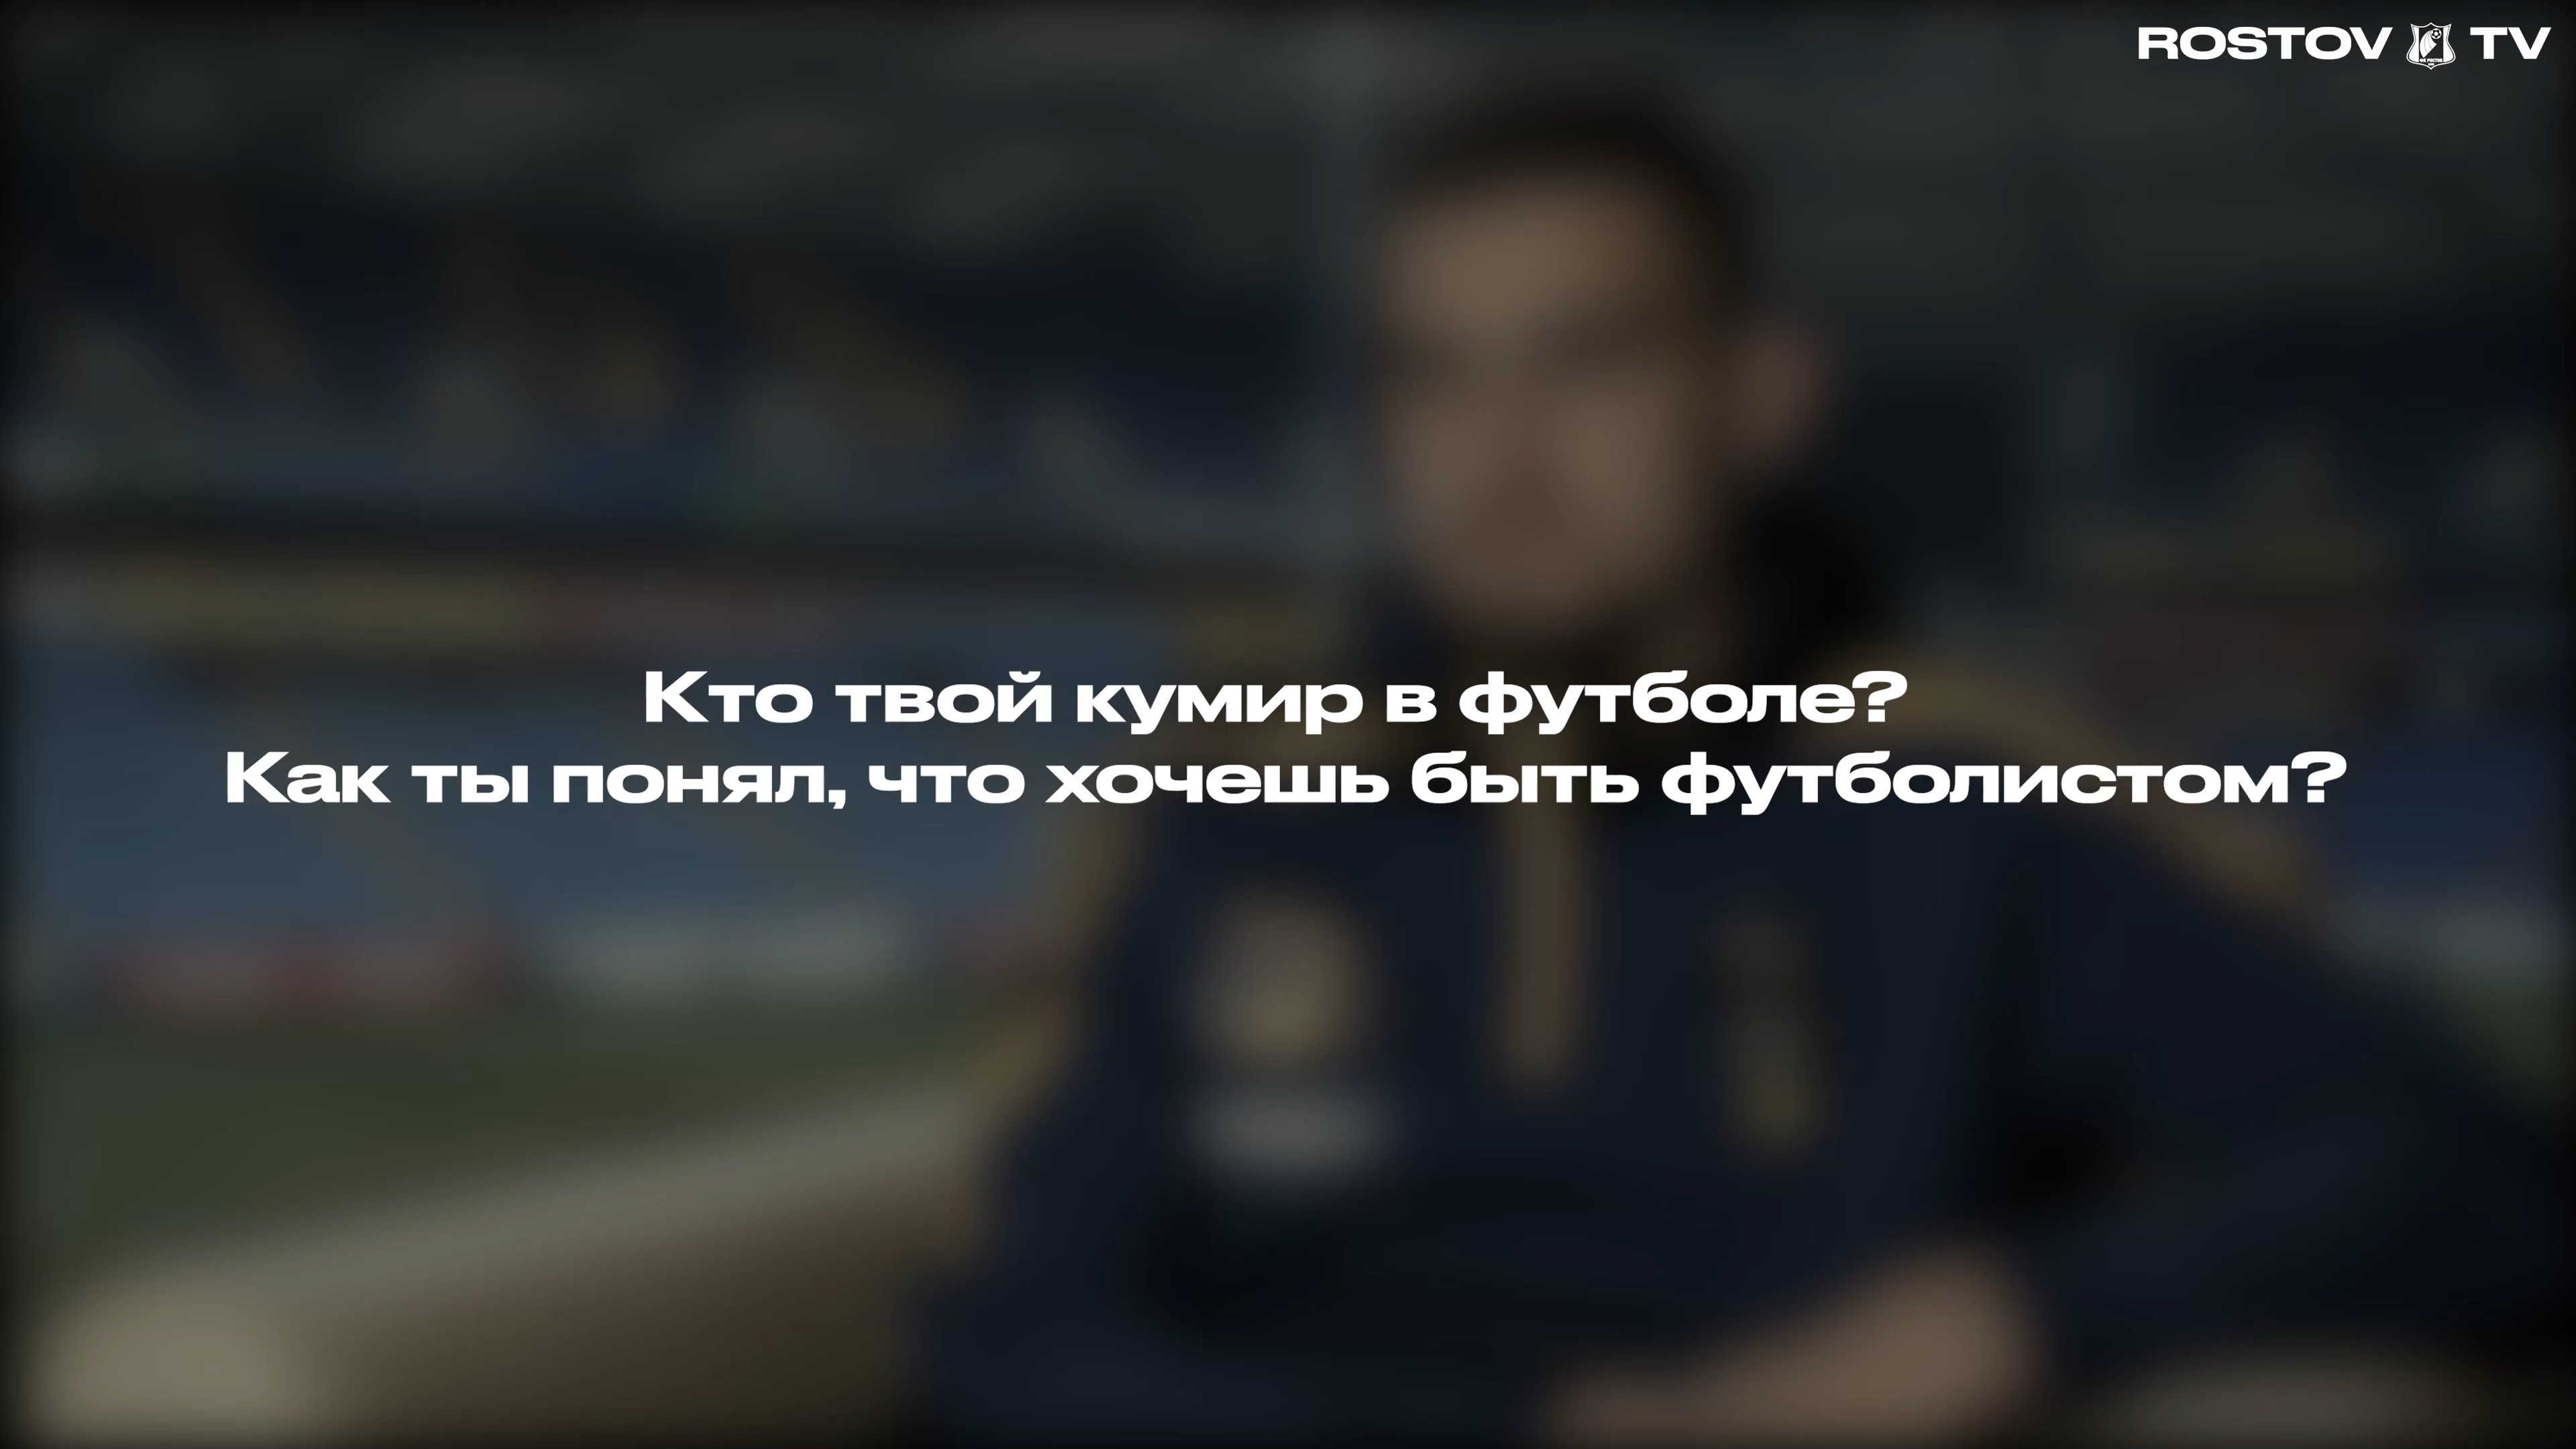 ROSTOV TV
Кто твой кумир в футболе?
Как ты понял, что хочешь быть футболистом?